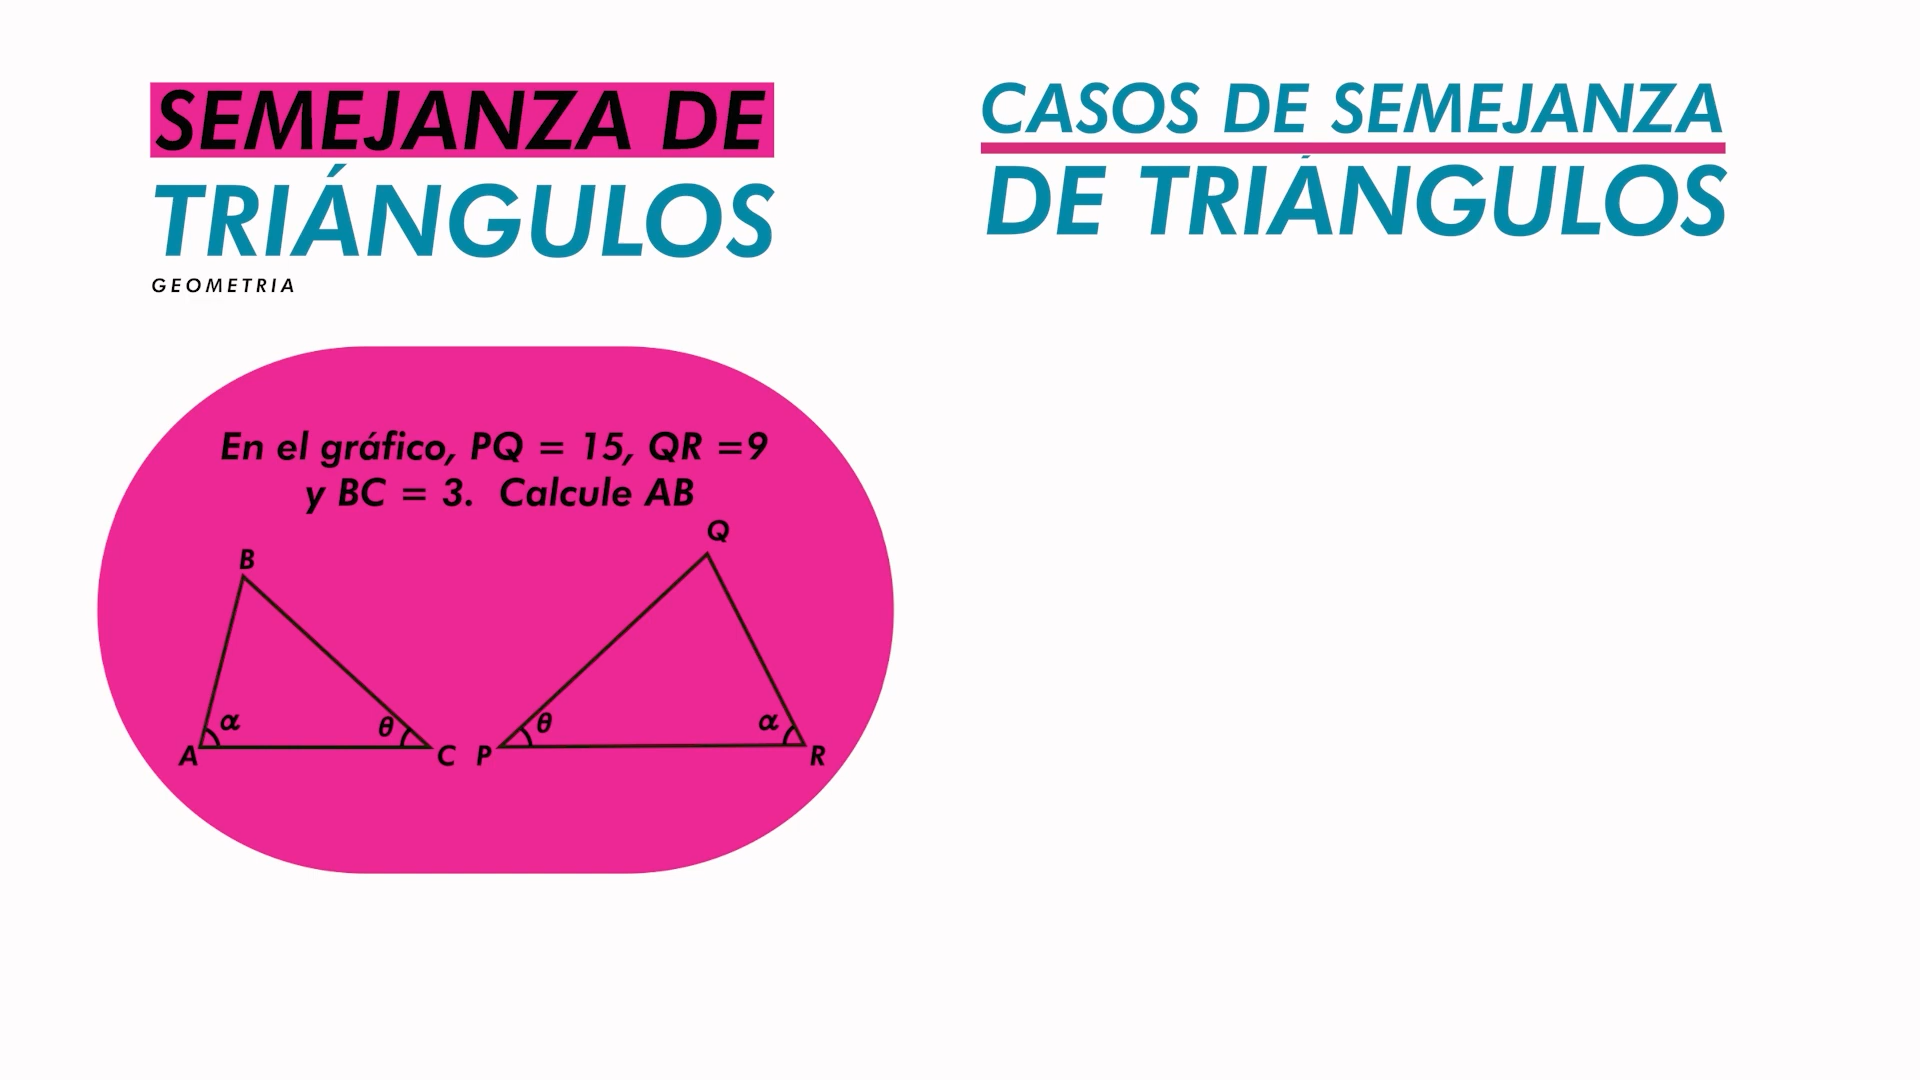 SEMEJANZA DE
TRIÁNGULOS
GEOMETRIA
CASOS DE SEMEJANZA
DE TRIÁNGULOS
En el gráfico, PQ = 15, QR =9
y BC = 3. Calcule AB
B
Q
α
θ
θ
α
A
C
P
R